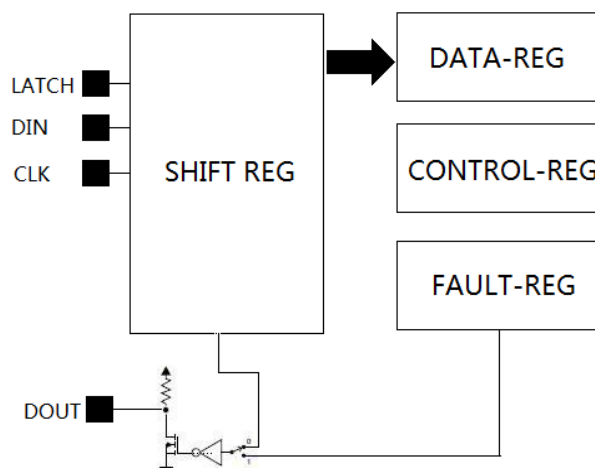 DATA-REG
LATCH
DIN
CLK
SHIFT REG
CONTROL-REG
FAULT-REG
DOUT
0
1